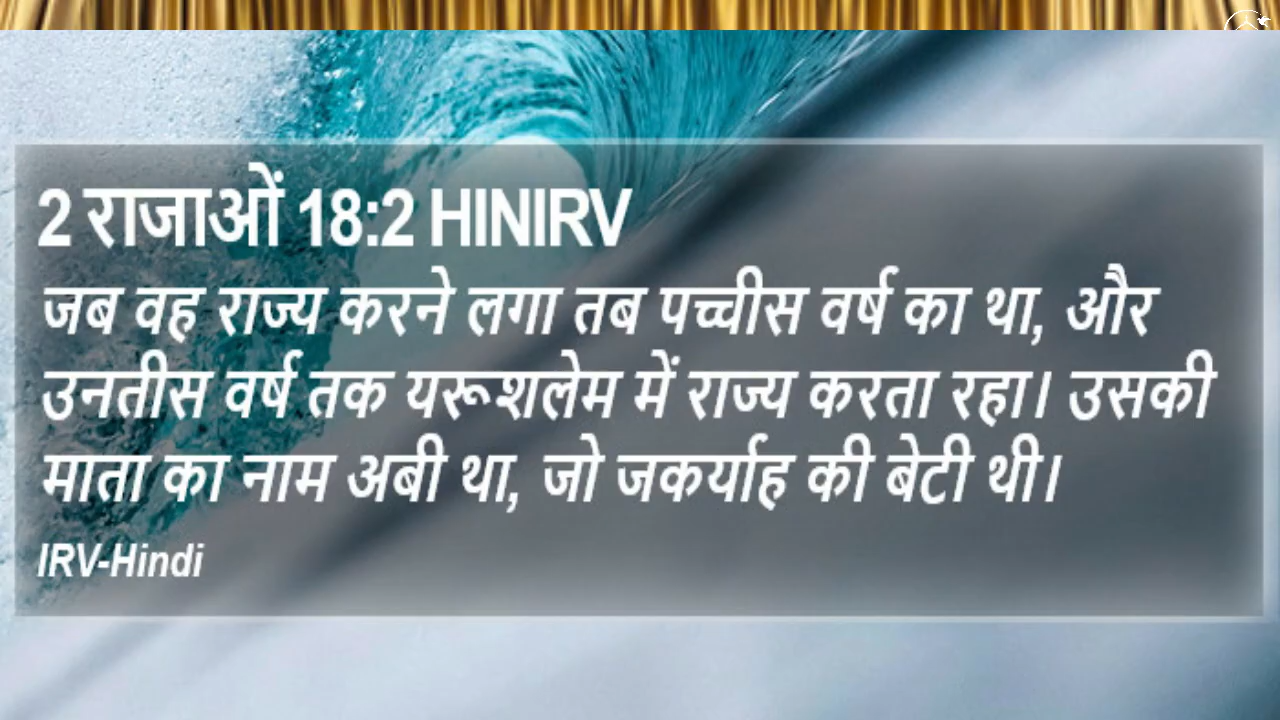 2 राजाओं 18:2 HINIRV
जब वह राज्य करने लगा तब पच्चीस वर्ष का था, और
उनतीस वर्ष तक यरूशलेम में राज्य करता रहा। उसकी
माता का नाम अबी था, जो जकर्याह की बेटी थी।
IRV-Hindi